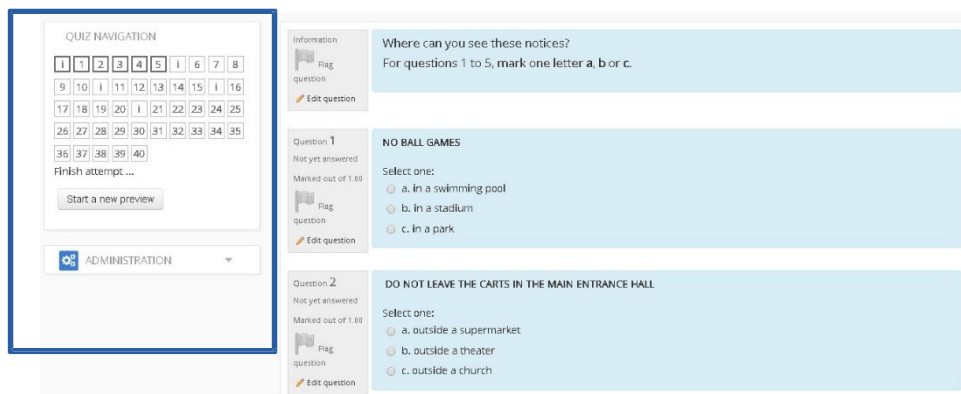 QUIZ NAVIGATION
i 1 2 3 4 5 i 6 7 8
9 10 i 11 12 13 14 15 i 16
17 18 19 20 i 21 22 23 24 25
26 27 28 29 30 31 32 33 34 35
36 37 38 39 40
Finish attempt ...
Start a new preview
ADMINISTRATION
Information
Flag
question
Edit question
Where can you see these notices?
For questions 1 to 5, mark one letter a, b or c.
Question 1
Not yet answered
Marked out of 1.00
Flag
question
Edit question
NO BALL GAMES
Select one:
a. in a swimming pool
b. in a stadium
c. in a park
Question 2
Not yet answered
Marked out of 1.00
Flag
question
Edit question
DO NOT LEAVE THE CARTS IN THE MAIN ENTRANCE HALL
Select one:
a. outside a supermarket
b. outside a theater
c. outside a church